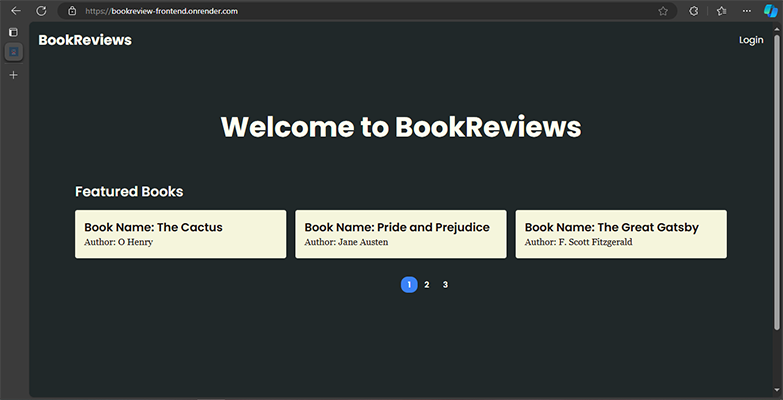 https://bookreview-frontend.onrender.com
BookReviews
Login
Welcome to BookReviews
Featured Books
Book Name: The Cactus
Author: O Henry
Book Name: Pride and Prejudice
Author: Jane Austen
Book Name: The Great Gatsby
Author: F. Scott Fitzgerald
1 2 3